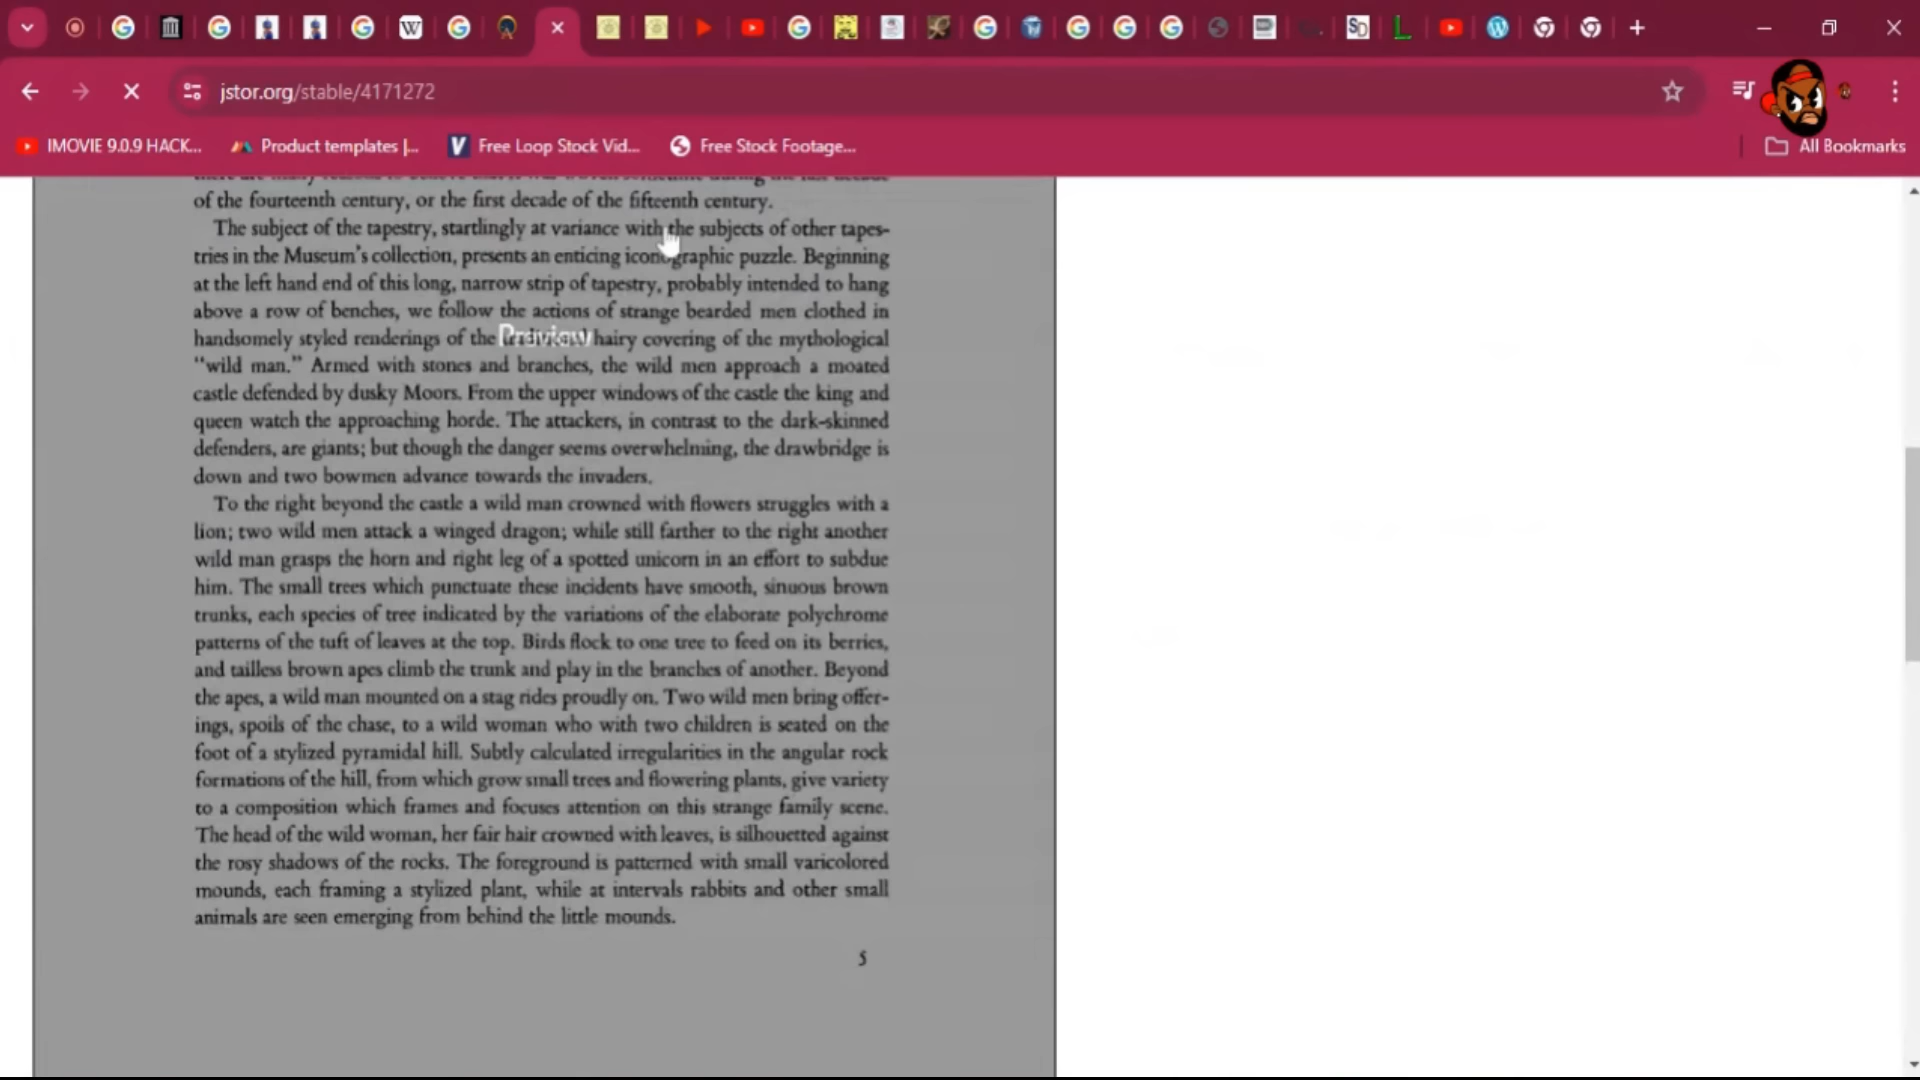 jstor.org/stable/4171272
IMOVIE 9.0.9 HACK...
Product templates |...
Free Loop Stock Vid...
Free Stock Footage...
All Bookmarks
of the fourteenth century, or the first decade of the fifteenth century.
The subject of the tapestry, startlingly at variance with the subjects of other tapes-
tries in the Museum's collection, presents an enticing iconographic puzzle. Beginning
at the left hand end of this long, narrow strip of tapestry, probably intended to hang
above a row of benches, we follow the actions of strange bearded men clothed in
handsomely styled renderings of the hairy covering of the mythological
Preview
"wild man." Armed with stones and branches, the wild men approach a moated
castle defended by dusky Moors. From the upper windows of the castle the king and
queen watch the approaching horde. The attackers, in contrast to the dark-skinned
defenders, are giants; but though the danger seems overwhelming, the drawbridge is
down and two bowmen advance towards the invaders.
To the right beyond the castle a wild man crowned with flowers struggles with a
lion; two wild men attack a winged dragon; while still farther to the right another
wild man grasps the horn and right leg of a spotted unicorn in an effort to subdue
him. The small trees which punctuate these incidents have smooth, sinuous brown
trunks, each species of tree indicated by the variations of the elaborate polychrome
patterns of the tuft of leaves at the top. Birds flock to one tree to feed on its berries,
and tailless brown apes climb the trunk and play in the branches of another. Beyond
the apes, a wild man mounted on a stag rides proudly on. Two wild men bring offer-
ings, spoils of the chase, to a wild woman who with two children is seated on the
foot of a stylized pyramidal hill. Subtly calculated irregularities in the angular rock
formations of the hill, from which grow small trees and flowering plants, give variety
to a composition which frames and focuses attention on this strange family scene.
The head of the wild woman, her fair hair crowned with leaves, is silhouetted against
the rosy shadows of the rocks. The foreground is patterned with small varicolored
mounds, each framing a stylized plant, while at intervals rabbits and other small
animals are seen emerging from behind the little mounds.
5